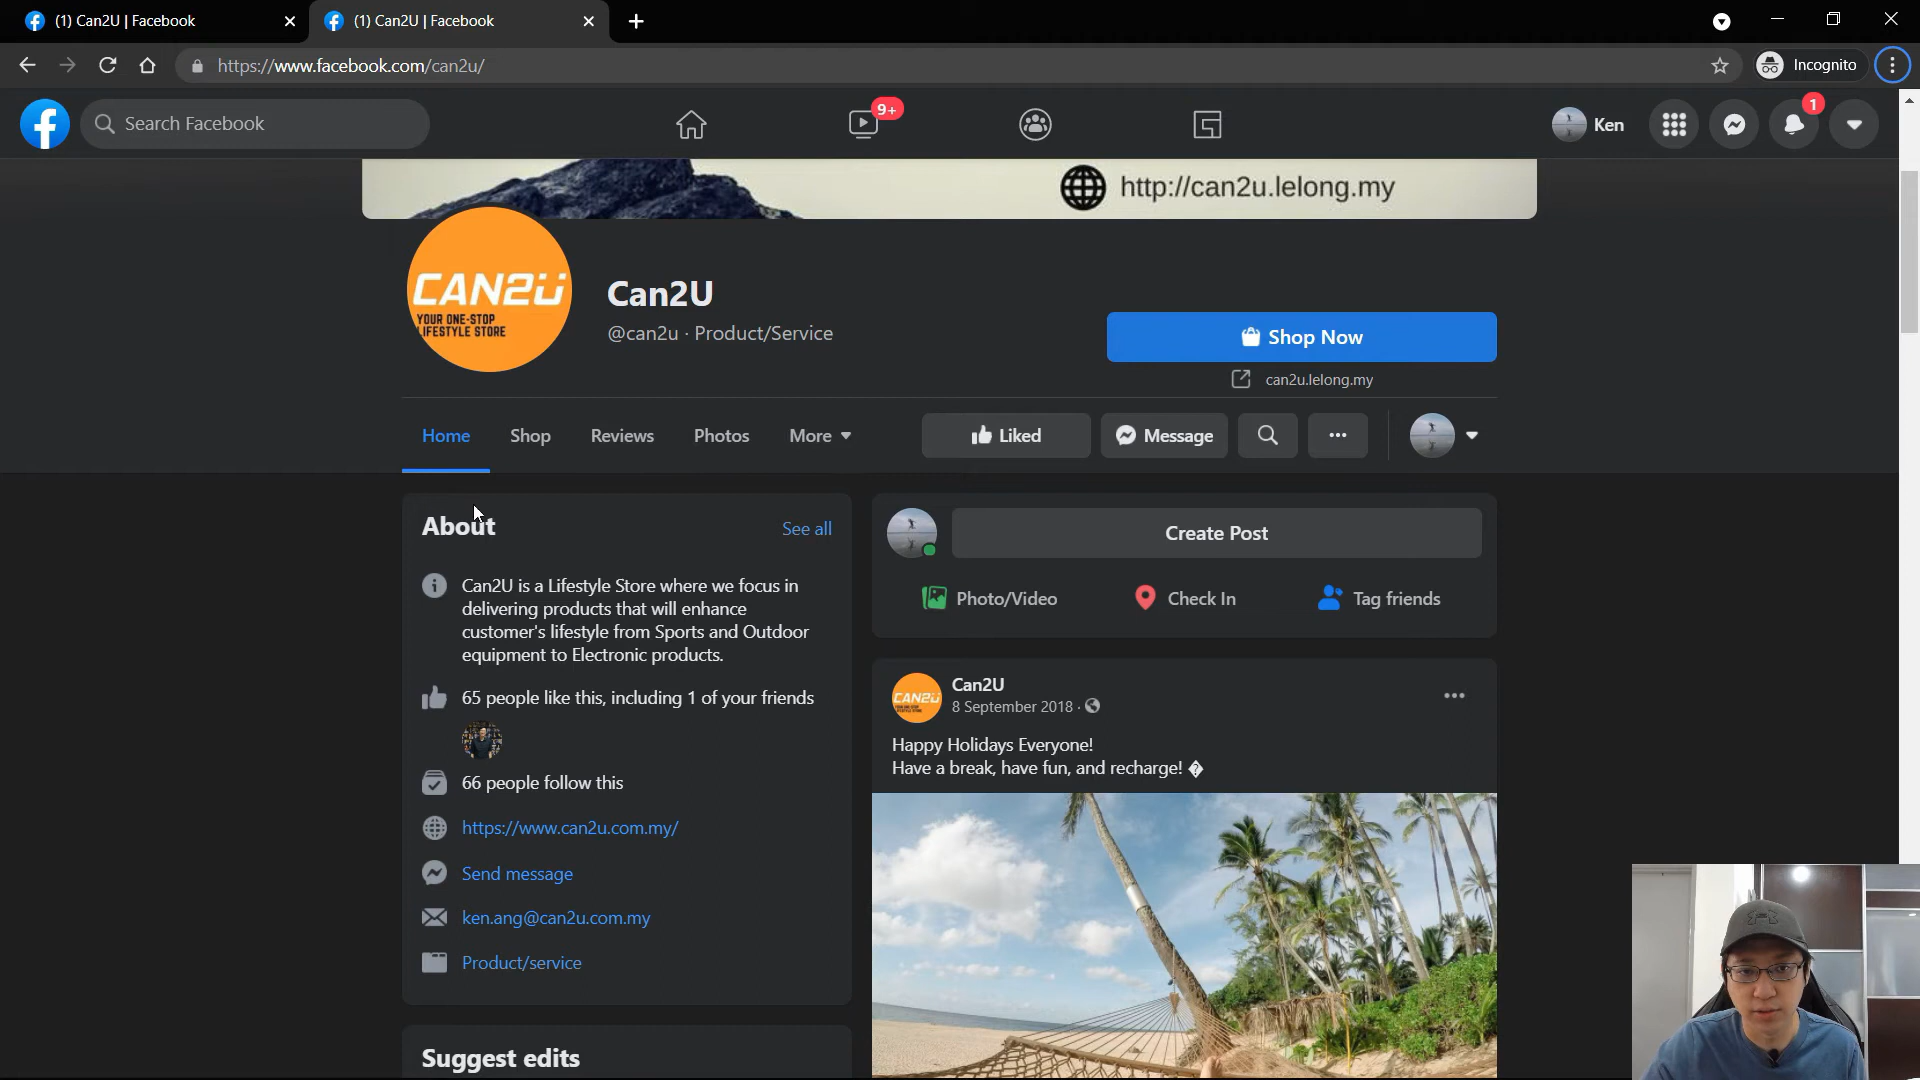 (1) Can2U | Facebook
(1) Can2U | Facebook
https://www.facebook.com/can2u/
Incognito
Search Facebook
9+
Ken
1
http://can2u.lelong.my
CAN2U
YOUR ONE-STOP
LIFESTYLE STORE
Can2U
@can2u · Product/Service
Shop Now
can2u.lelong.my
Home
Shop
Reviews
Photos
More
Liked
Message
About
See all
Create Post
Photo/Video
Check In
Tag friends
Can2U is a Lifestyle Store where we focus in
delivering products that will enhance
customer's lifestyle from Sports and Outdoor
equipment to Electronic products.
65 people like this, including 1 of your friends
66 people follow this
https://www.can2u.com.my/
Send message
ken.ang@can2u.com.my
Product/service
Suggest edits
CAN2U
Can2U
8 September 2018 ·
Happy Holidays Everyone!
Have a break, have fun, and recharge! �